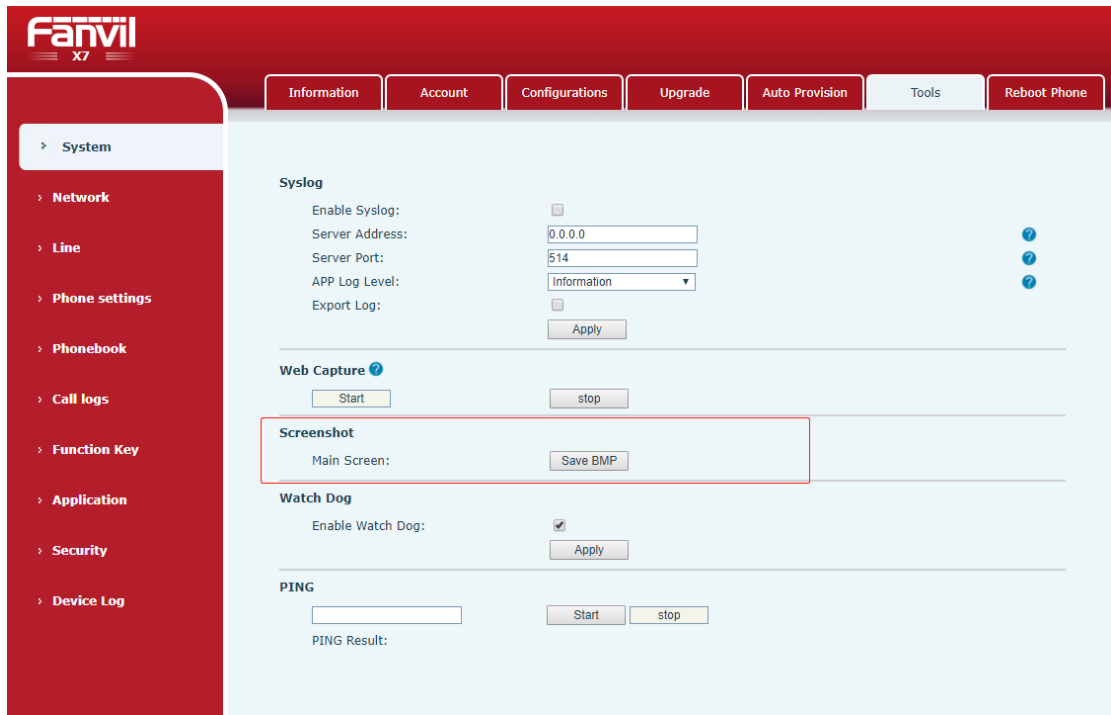 Fanvil
X7
Information Account Configurations Upgrade Auto Provision Tools Reboot Phone
System
Network
Line
Phone settings
Phonebook
Call logs
Function Key
Application
Security
Device Log
Syslog
Enable Syslog:
Server Address: 0.0.0.0 ?
Server Port: 514 ?
APP Log Level: Information ?
Export Log:
Apply
Web Capture ?
Start stop
Screenshot
Main Screen: Save BMP
Watch Dog
Enable Watch Dog:
Apply
PING
Start stop
PING Result: